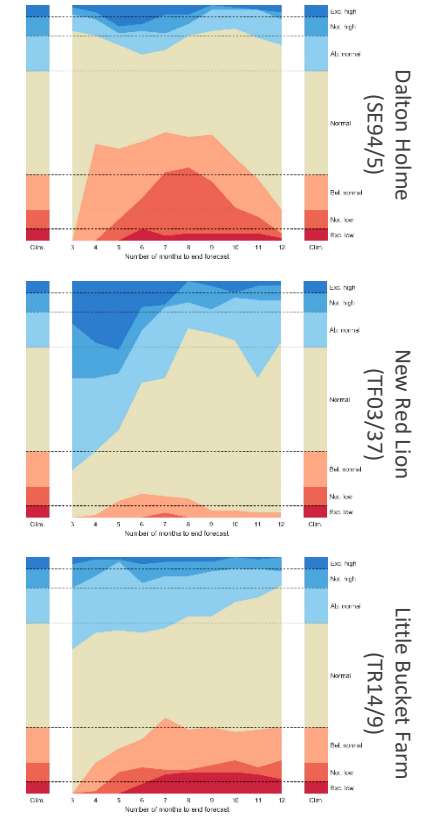 Exc. high
Not. high
Ab. normal
Normal
Bel. normal
Not. low
Exc. low
Clim. 3 4 5 6 7 8 9 10 11 12 Clim.
Number of months to end forecast
Dalton Holme
(SE94/5)
Exc. high
Not. high
Ab. normal
Normal
Bel. normal
Not. low
Exc. low
Clim. 3 4 5 6 7 8 9 10 11 12 Clim.
Number of months to end forecast
New Red Lion
(TF03/37)
Exc. high
Not. high
Ab. normal
Normal
Bel. normal
Not. low
Exc. low
Clim. 3 4 5 6 7 8 9 10 11 12 Clim.
Number of months to end forecast
Little Bucket Farm
(TR14/9)